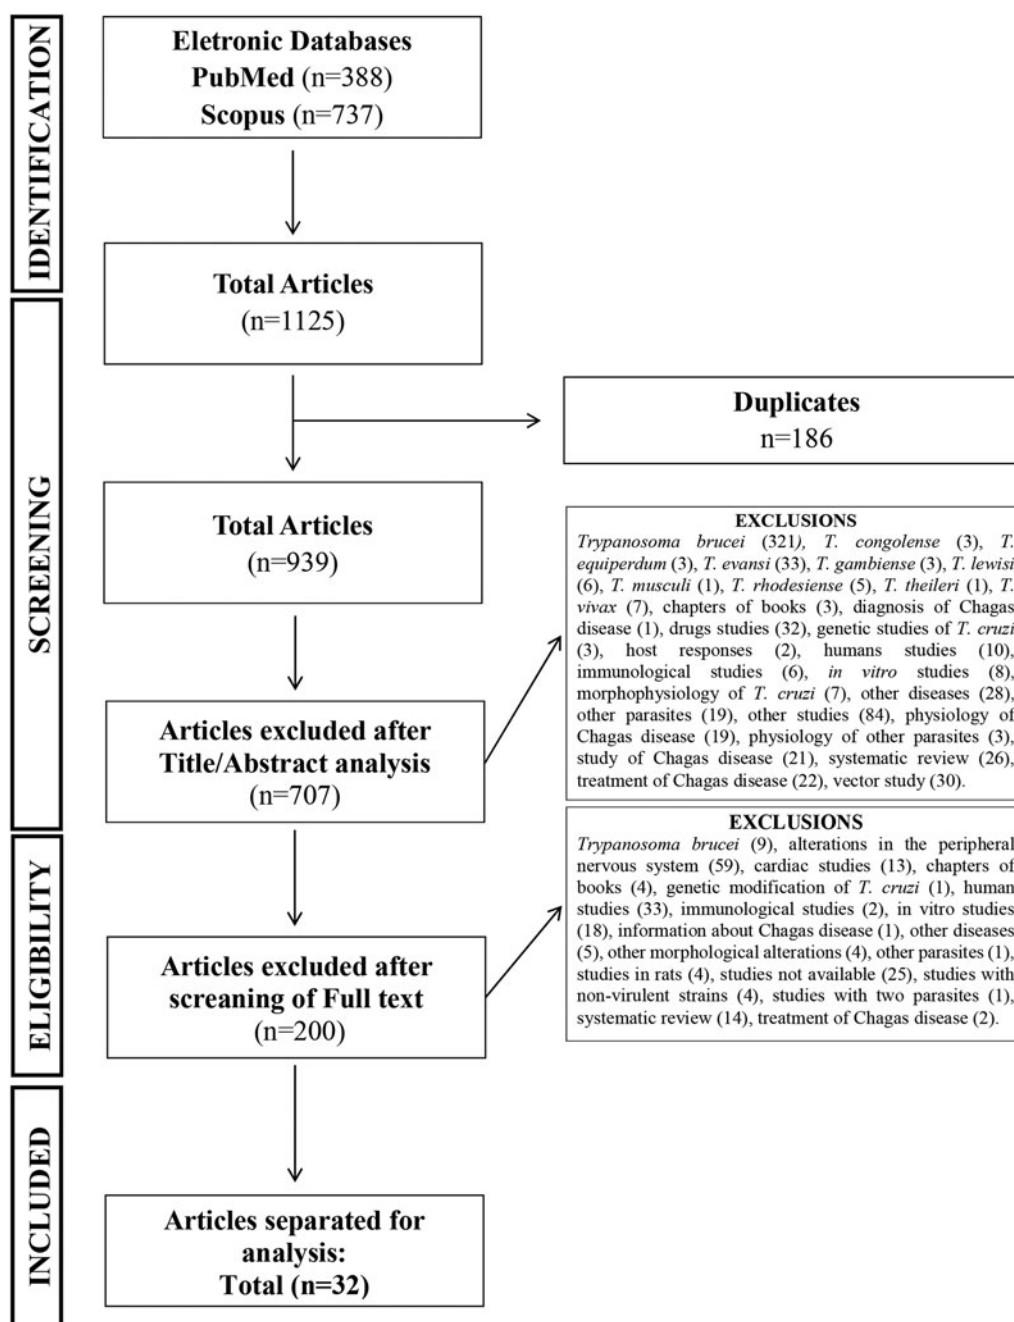 IDENTIFICATION
Eletronic Databases
PubMed (n=388)
Scopus (n=737)
Total Articles
(n=1125)
SCREENING
Duplicates
n=186
Total Articles
(n=939)
EXCLUSIONS
Trypanosoma brucei (321), T. congolense (3), T.
equiperdum (3), T. evansi (33), T. gambiense (3), T. lewisi
(6), T. musculi (1), T. rhodesiense (5), T. theileri (1), T.
vivax (7), chapters of books (3), diagnosis of Chagas
disease (1), drugs studies (32), genetic studies of T. cruzi
(3), host responses (2), humans studies (10),
immunological studies (6), in vitro studies (8),
morphophysiology of T. cruzi (7), other diseases (28),
other parasites (19), other studies (84), physiology of
Chagas disease (19), physiology of other parasites (3),
study of Chagas disease (21), systematic review (26),
treatment of Chagas disease (22), vector study (30).
Articles excluded after
Title/Abstract analysis
(n=707)
ELIGIBILITY
EXCLUSIONS
Trypanosoma brucei (9), alterations in the peripheral
nervous system (59), cardiac studies (13), chapters of
books (4), genetic modification of T. cruzi (1), human
studies (33), immunological studies (2), in vitro studies
(18), information about Chagas disease (1), other diseases
(5), other morphological alterations (4), other parasites (1),
studies in rats (4), studies not available (25), studies with
non-virulent strains (4), studies with two parasites (1),
systematic review (14), treatment of Chagas disease (2).
Articles excluded after
screaning of Full text
(n=200)
INCLUDED
Articles separated for
analysis:
Total (n=32)